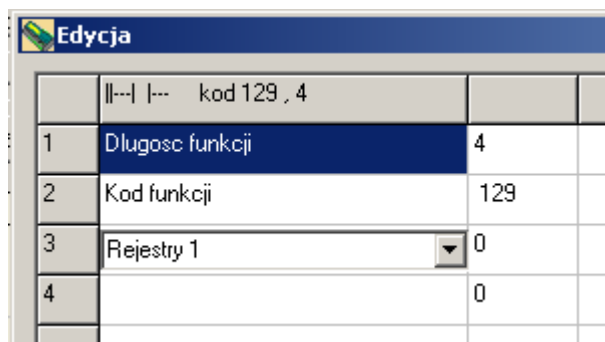 Edycja
||---| |--- kod 129 , 4
1 Dlugosc funkcji 4
2 Kod funkcji 129
3 Rejestry 1 0
4 0